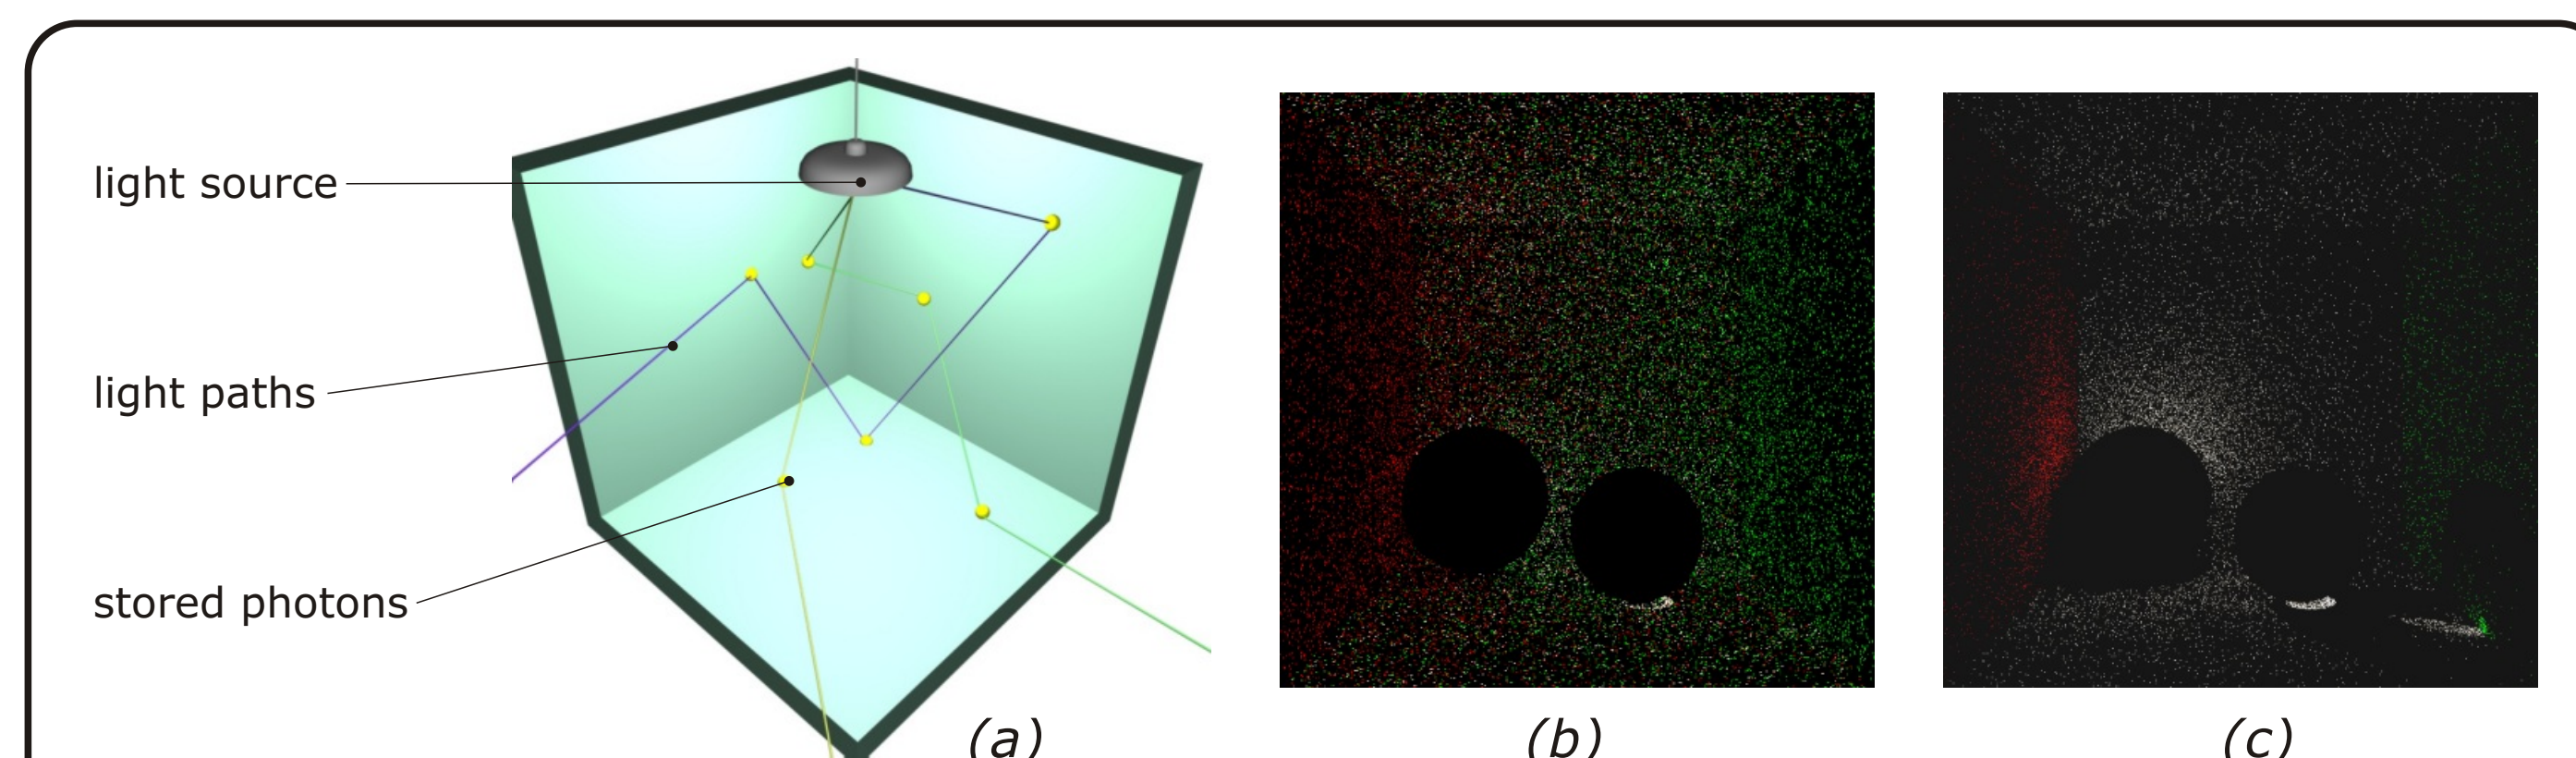 light source
light paths
stored photons
(a)
(b)
(c)